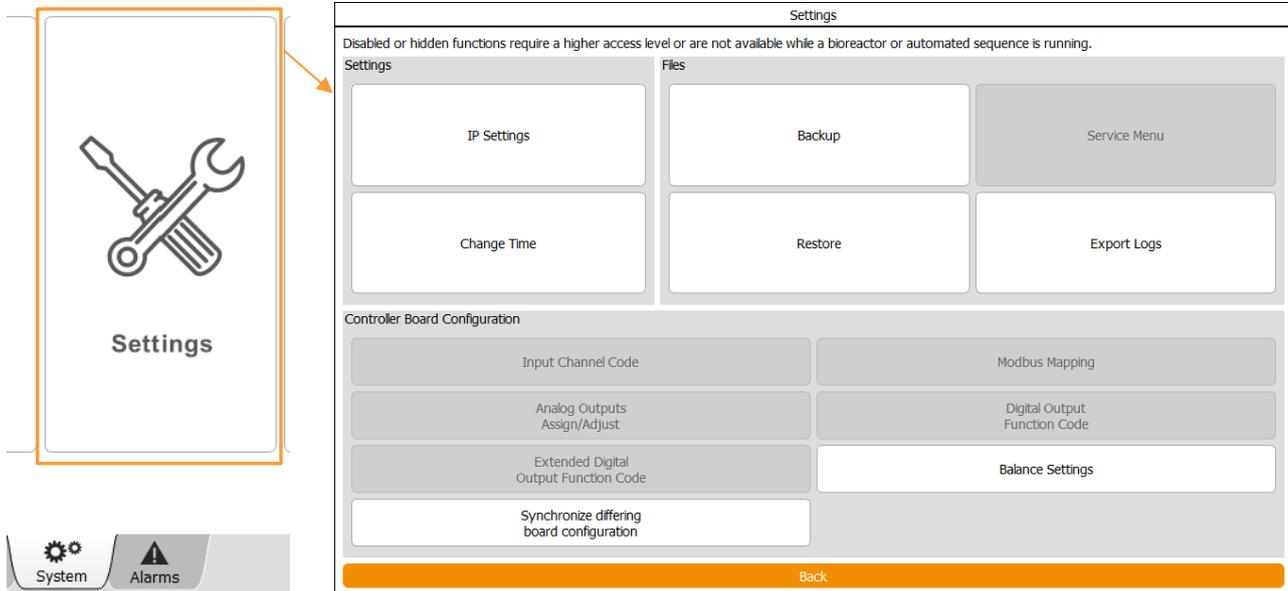 Settings
System
Alarms
Settings
Disabled or hidden functions require a higher access level or are not available while a bioreactor or automated sequence is running.
Settings
Files
IP Settings
Backup
Service Menu
Change Time
Restore
Export Logs
Controller Board Configuration
Input Channel Code
Modbus Mapping
Analog Outputs
Assign/Adjust
Digital Output
Function Code
Extended Digital
Output Function Code
Balance Settings
Synchronize differing
board configuration
Back